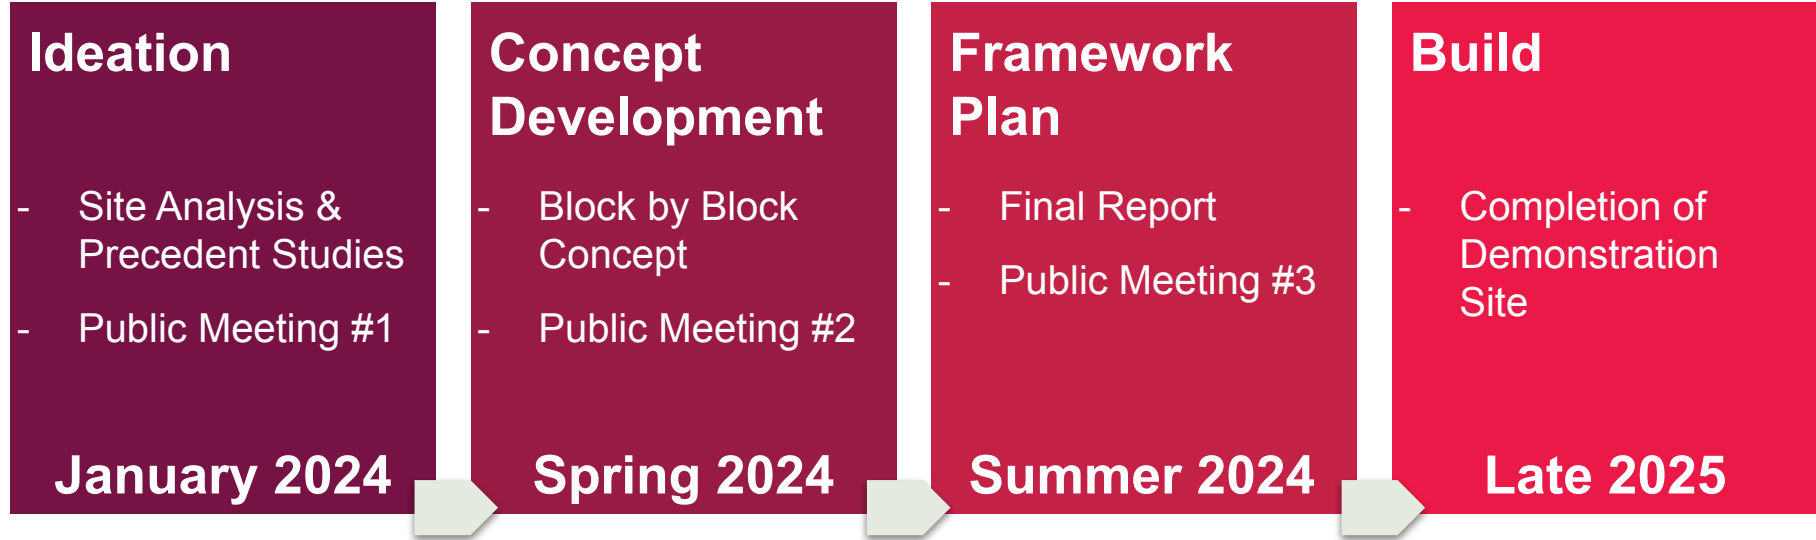 Ideation
- Site Analysis &
Precedent Studies
- Public Meeting #1
January 2024
Concept
Development
- Block by Block
Concept
- Public Meeting #2
Spring 2024
Framework
Plan
- Final Report
- Public Meeting #3
Summer 2024
Build
- Completion of
Demonstration
Site
Late 2025